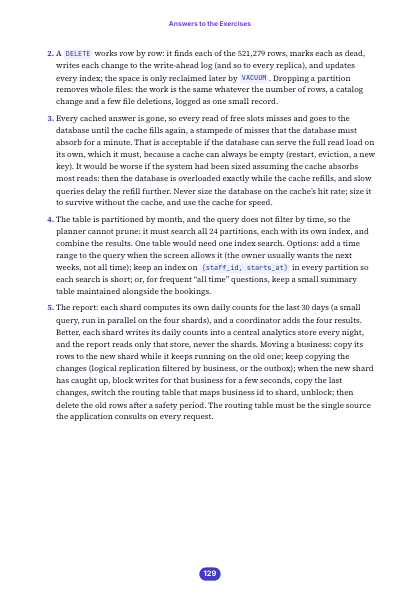 Answers to the Exercises
2. A DELETE works row by row: it finds each of the 521,279 rows, marks each as dead,
writes each change to the write-ahead log (and so to every replica), and updates
every index; the space is only reclaimed later by VACUUM. Dropping a partition
removes whole files: the work is the same whatever the number of rows, a catalog
change and a few file deletions, logged as one small record.
3. Every cached answer is gone, so every read of free slots misses and goes to the
database until the cache fills again, a stampede of misses that the database must
absorb for a minute. That is acceptable if the database can serve the full read load on
its own, which it must, because a cache can always be empty (restart, eviction, a new
key). It would be worse if the system had been sized assuming the cache absorbs
most reads: then the database is overloaded exactly while the cache refills, and slow
queries delay the refill further. Never size the database on the cache's hit rate; size it
to survive without the cache, and use the cache for speed.
4. The table is partitioned by month, and the query does not filter by time, so the
planner cannot prune: it must search all 24 partitions, each with its own index, and
combine the results. One table would need one index search. Options: add a time
range to the query when the screen allows it (the owner usually wants the next
weeks, not all time); keep an index on (staff_id, starts_at) in every partition so
each search is short; or, for frequent “all time” questions, keep a small summary
table maintained alongside the bookings.
5. The report: each shard computes its own daily counts for the last 30 days (a small
query, run in parallel on the four shards), and a coordinator adds the four results.
Better, each shard writes its daily counts into a central analytics store every night,
and the report reads only that store, never the shards. Moving a business: copy its
rows to the new shard while it keeps running on the old one; keep copying the
changes (logical replication filtered by business, or the outbox); when the new shard
has caught up, block writes for that business for a few seconds, copy the last
changes, switch the routing table that maps business id to shard, unblock; then
delete the old rows after a safety period. The routing table must be the single source
the application consults on every request.
129